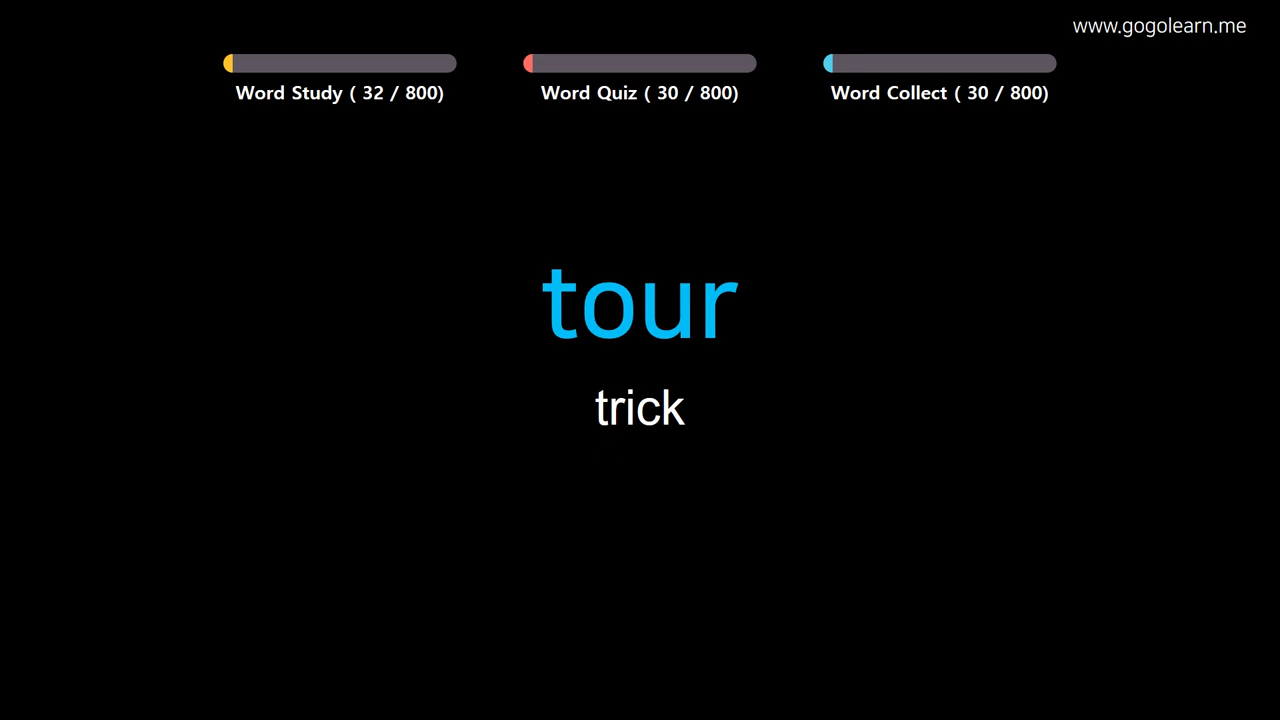 www.gogolearn.me
Word Study ( 32 / 800)
Word Quiz ( 30 / 800)
Word Collect ( 30 / 800)
tour
trick